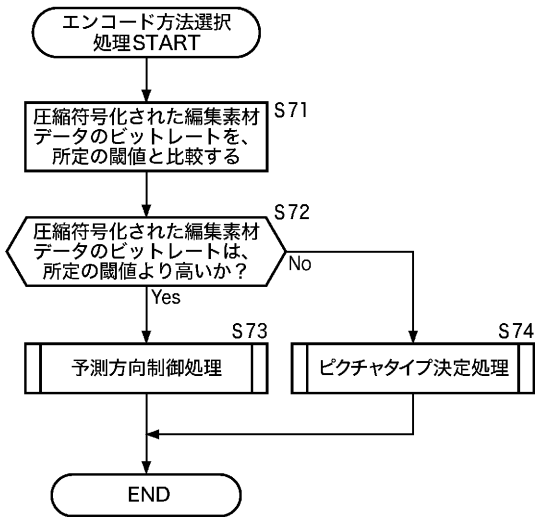 エンコード方法選択
処理START
圧縮符号化された編集素材
データのビットレートを、
所定の閾値と比較する
S71
圧縮符号化された編集素材
データのビットレートは、
所定の閾値より高いか？
S72
No
Yes
予測方向制御処理
S73
ピクチャタイプ決定処理
S74
END